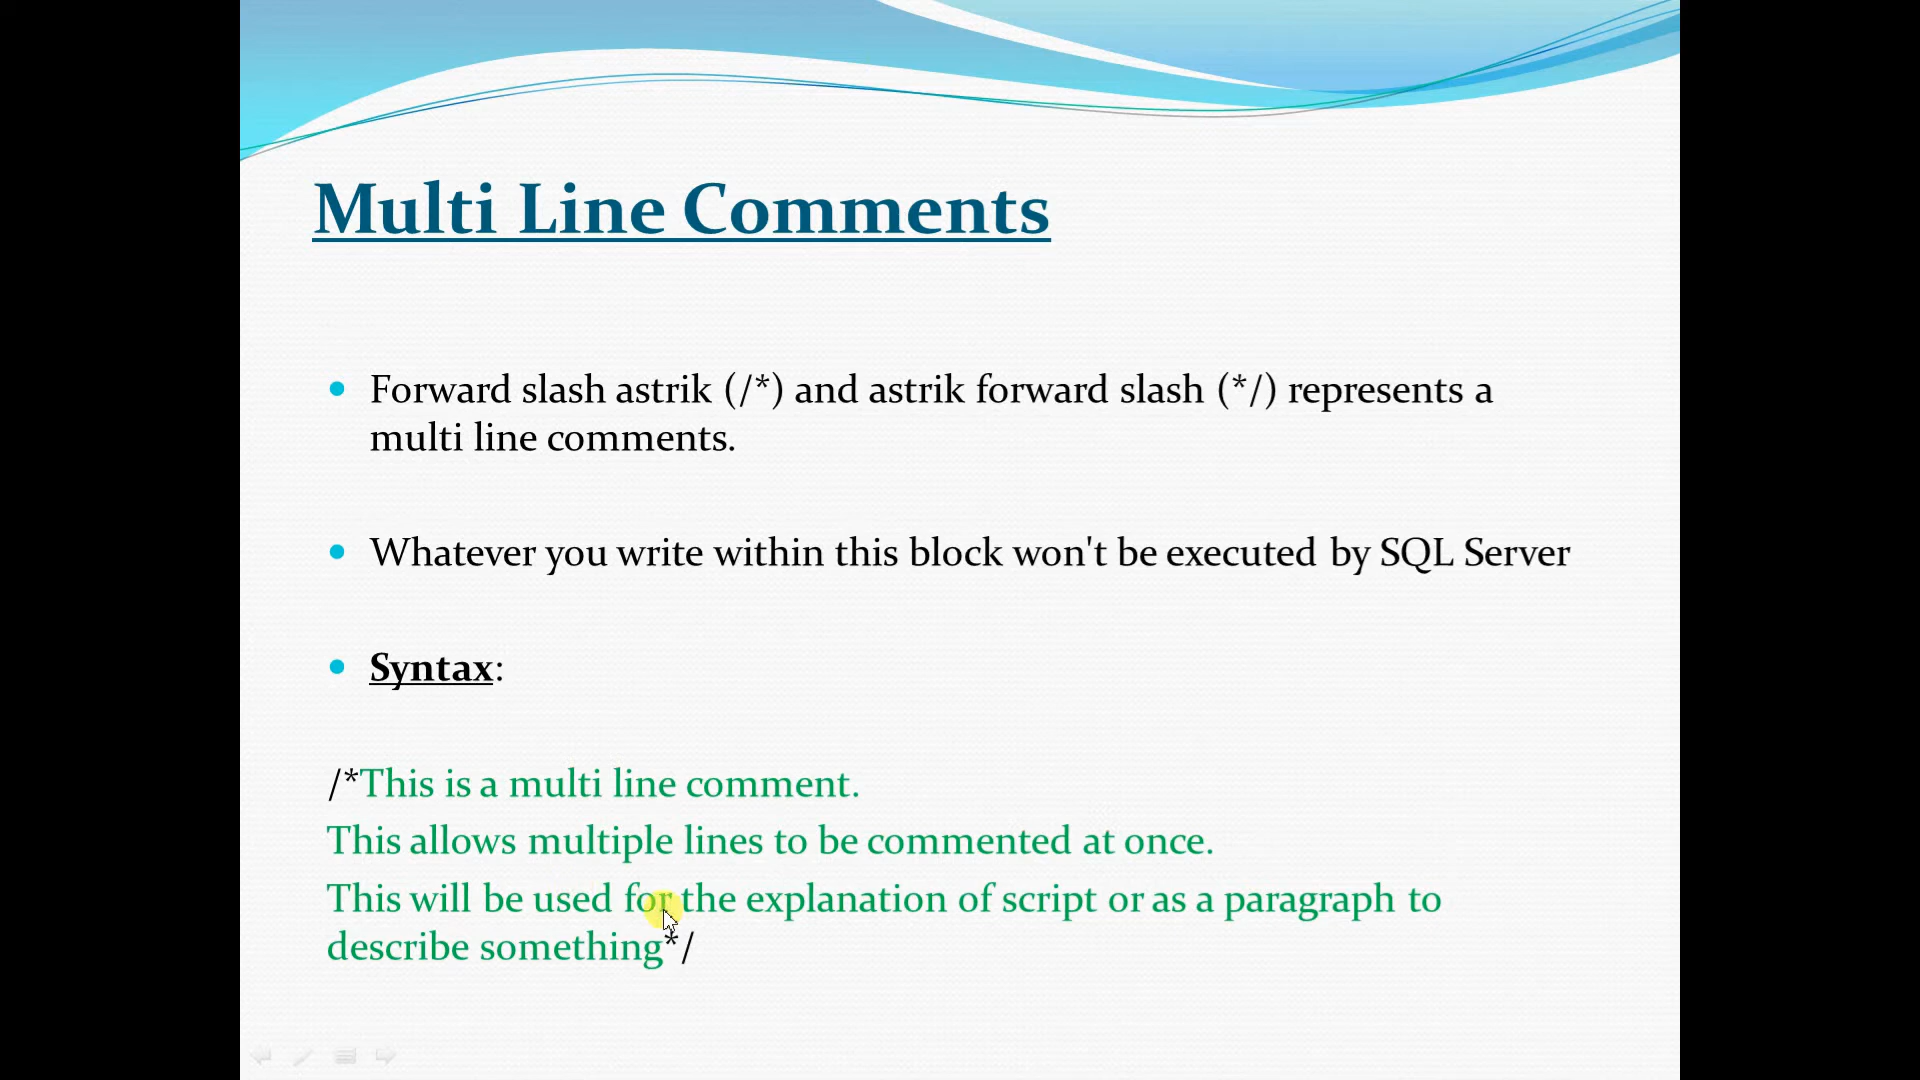 Multi Line Comments
Forward slash astrik (/*) and astrik forward slash (*/) represents a
multi line comments.
Whatever you write within this block won't be executed by SQL Server
Syntax:
/*This is a multi line comment.
This allows multiple lines to be commented at once.
This will be used for the explanation of script or as a paragraph to
describe something*/